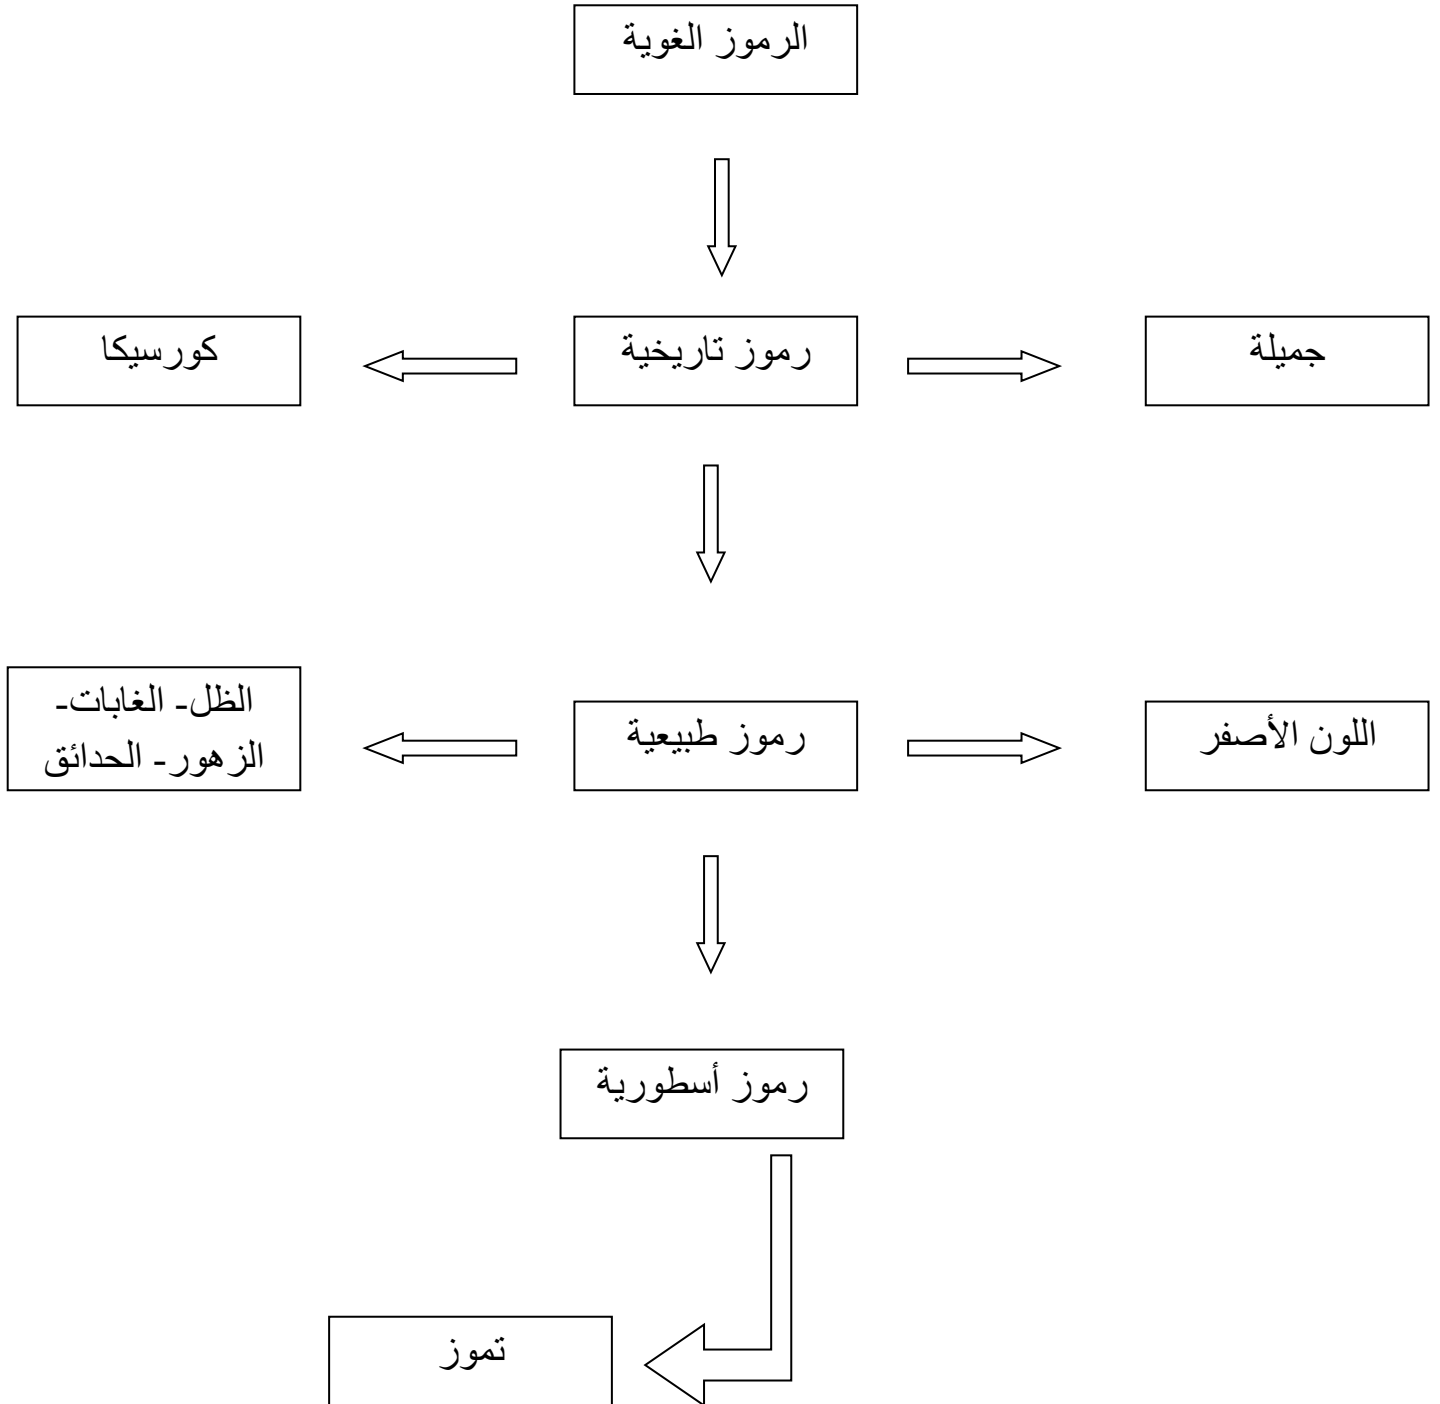 الرموز الغوية
جميلة
رموز تاريخية
كورسيكا
اللون الأصفر
رموز طبيعية
الظل- الغابات-
الزهور- الحدائق
رموز أسطورية
تموز